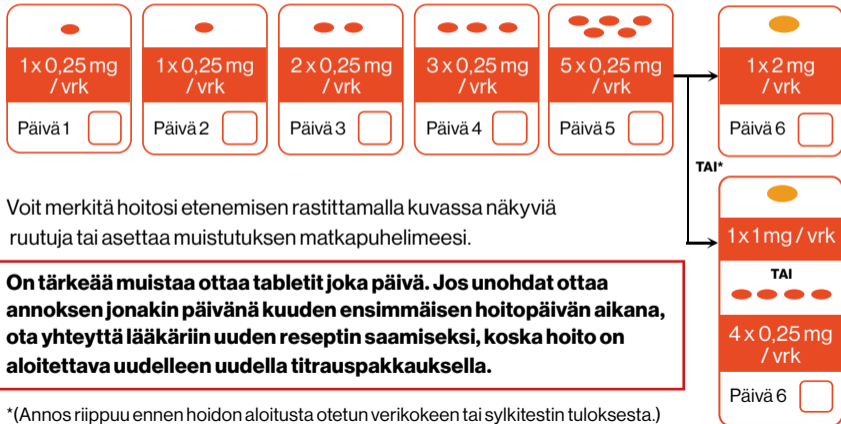 1 x 0,25 mg
/ vrk
Päivä 1
1 x 0,25 mg
/ vrk
Päivä 2
2 x 0,25 mg
/ vrk
Päivä 3
3 x 0,25 mg
/ vrk
Päivä 4
5 x 0,25 mg
/ vrk
Päivä 5
1 x 2 mg
/ vrk
Päivä 6
TAI*
1 x 1 mg / vrk
TAI
4 x 0,25 mg
/ vrk
Päivä 6
Voit merkitä hoitosi etenemisen rastittamalla kuvassa näkyviä
ruutuja tai asettaa muistutuksen matkapuhelimeesi.
On tärkeää muistaa ottaa tabletit joka päivä. Jos unohdat ottaa
annoksen jonakin päivänä kuuden ensimmäisen hoitopäivän aikana,
ota yhteyttä lääkäriin uuden reseptin saamiseksi, koska hoito on
aloitettava uudelleen uudella titrauspakkauksella.
*(Annos riippuu ennen hoidon aloitusta otetun verikokeen tai sylkitestin tuloksesta.)